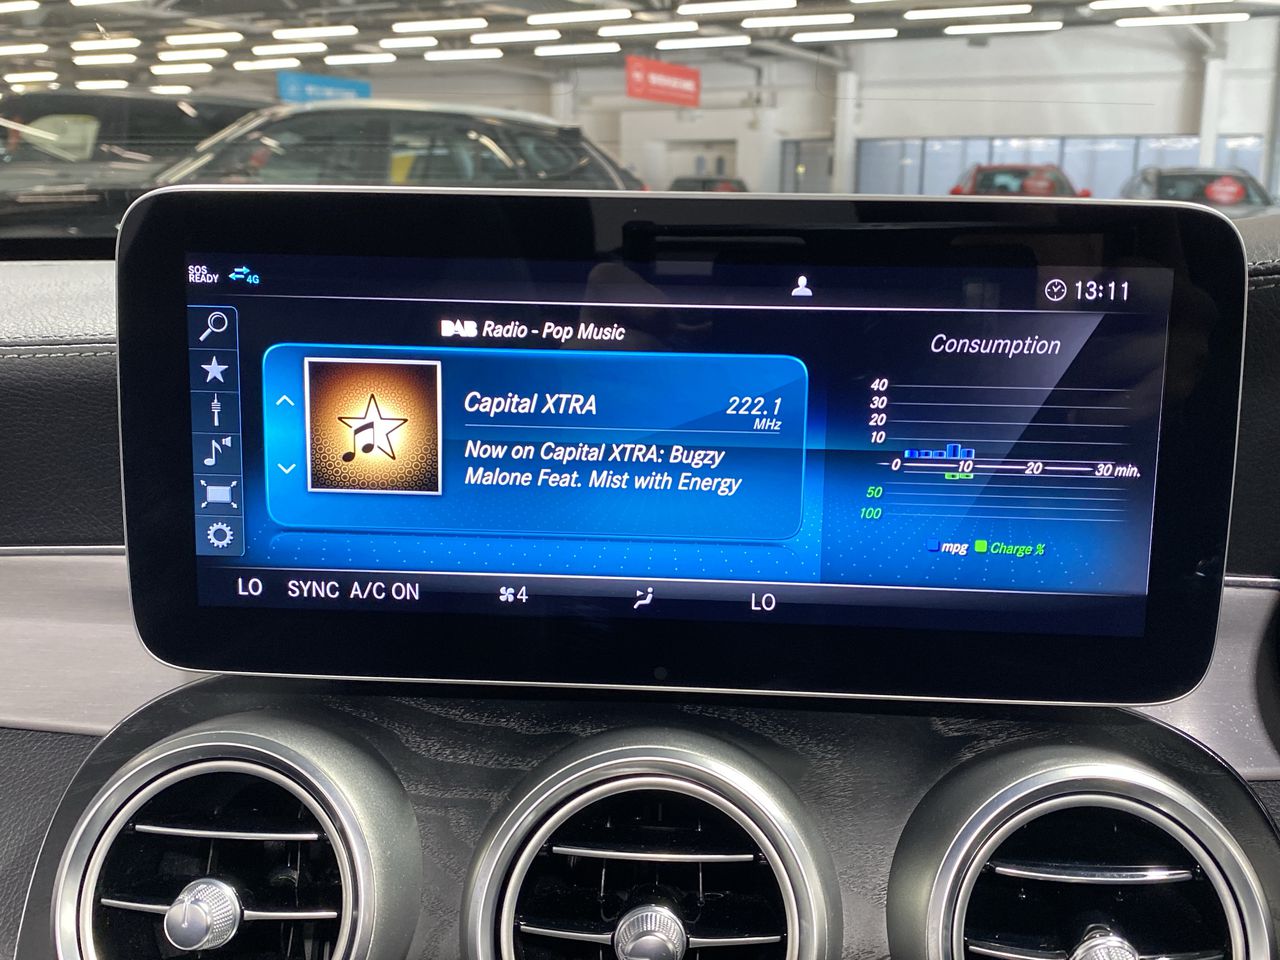 SOS
READY
4G
13:11
DAB Radio - Pop Music
Capital XTRA
222.1
MHz
Now on Capital XTRA: Bugzy
Malone Feat. Mist with Energy
Consumption
40
30
20
10
0 10 20 30 min.
50
100
mpg Charge %
LO SYNC A/C ON 4 LO